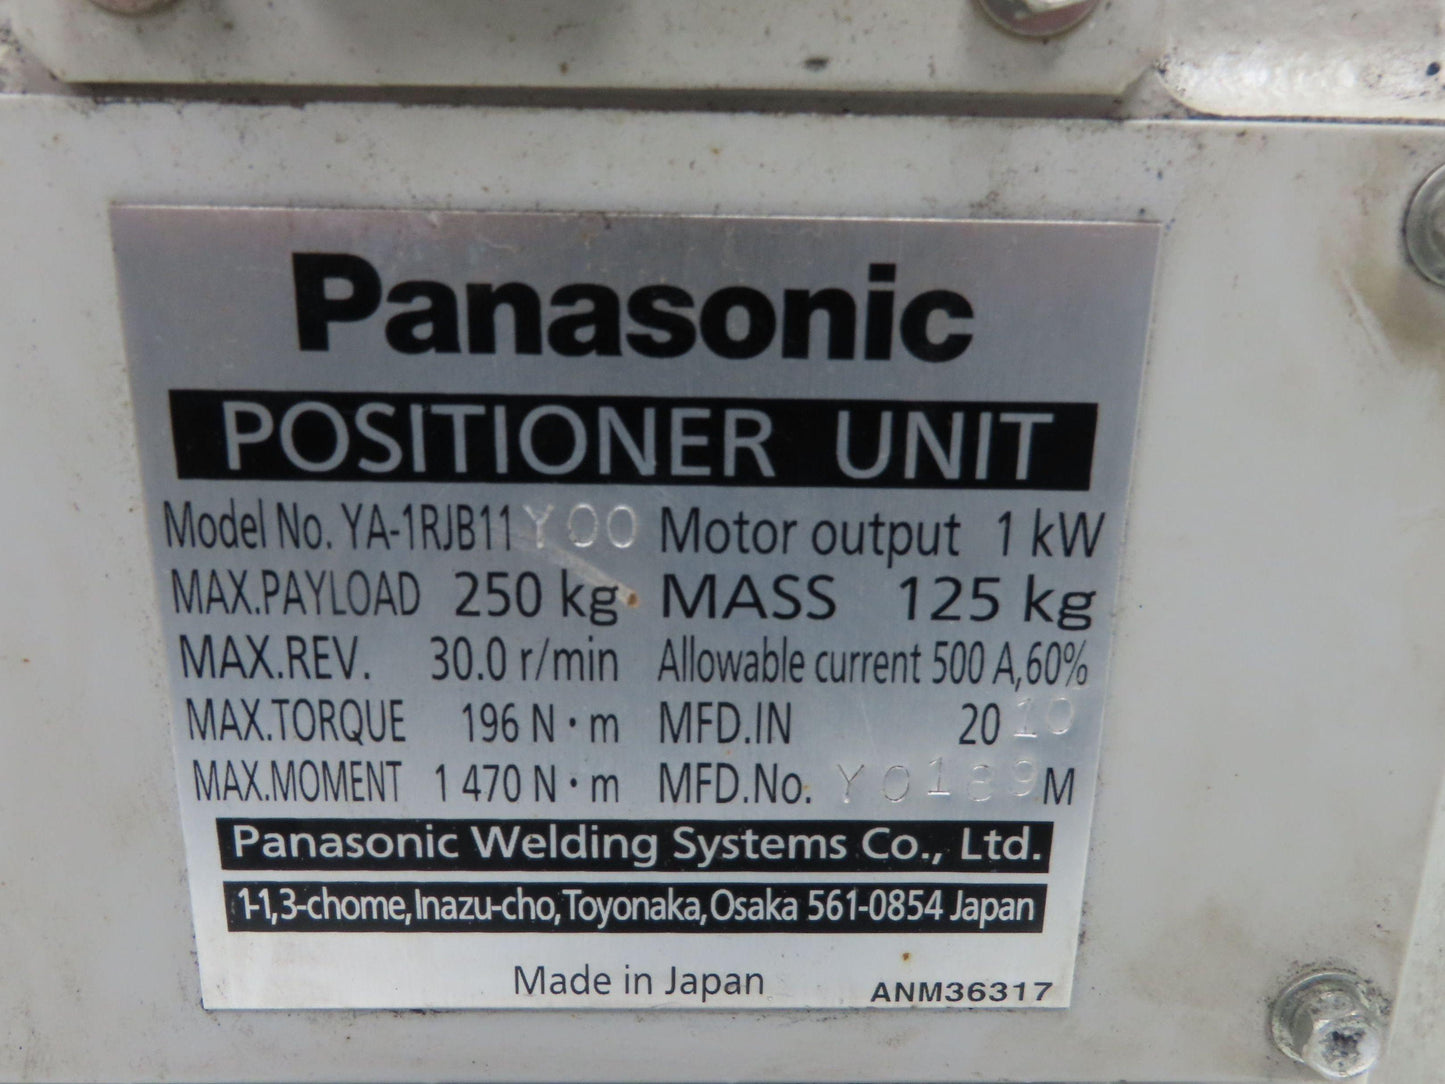 Panasonic
POSITIONER UNIT
Model No. YA-1RJB11 Y00 Motor output 1 kW
MAX.PAYLOAD 250 kg MASS 125 kg
MAX.REV. 30.0 r/min Allowable current 500 A,60%
MAX.TORQUE 196 N・m MFD.IN 2010
MAX.MOMENT 1 470 N・m MFD.No. Y0189M
Panasonic Welding Systems Co., Ltd.
1-1,3-chome,Inazu-cho,Toyonaka,Osaka 561-0854 Japan
Made in Japan ANM36317